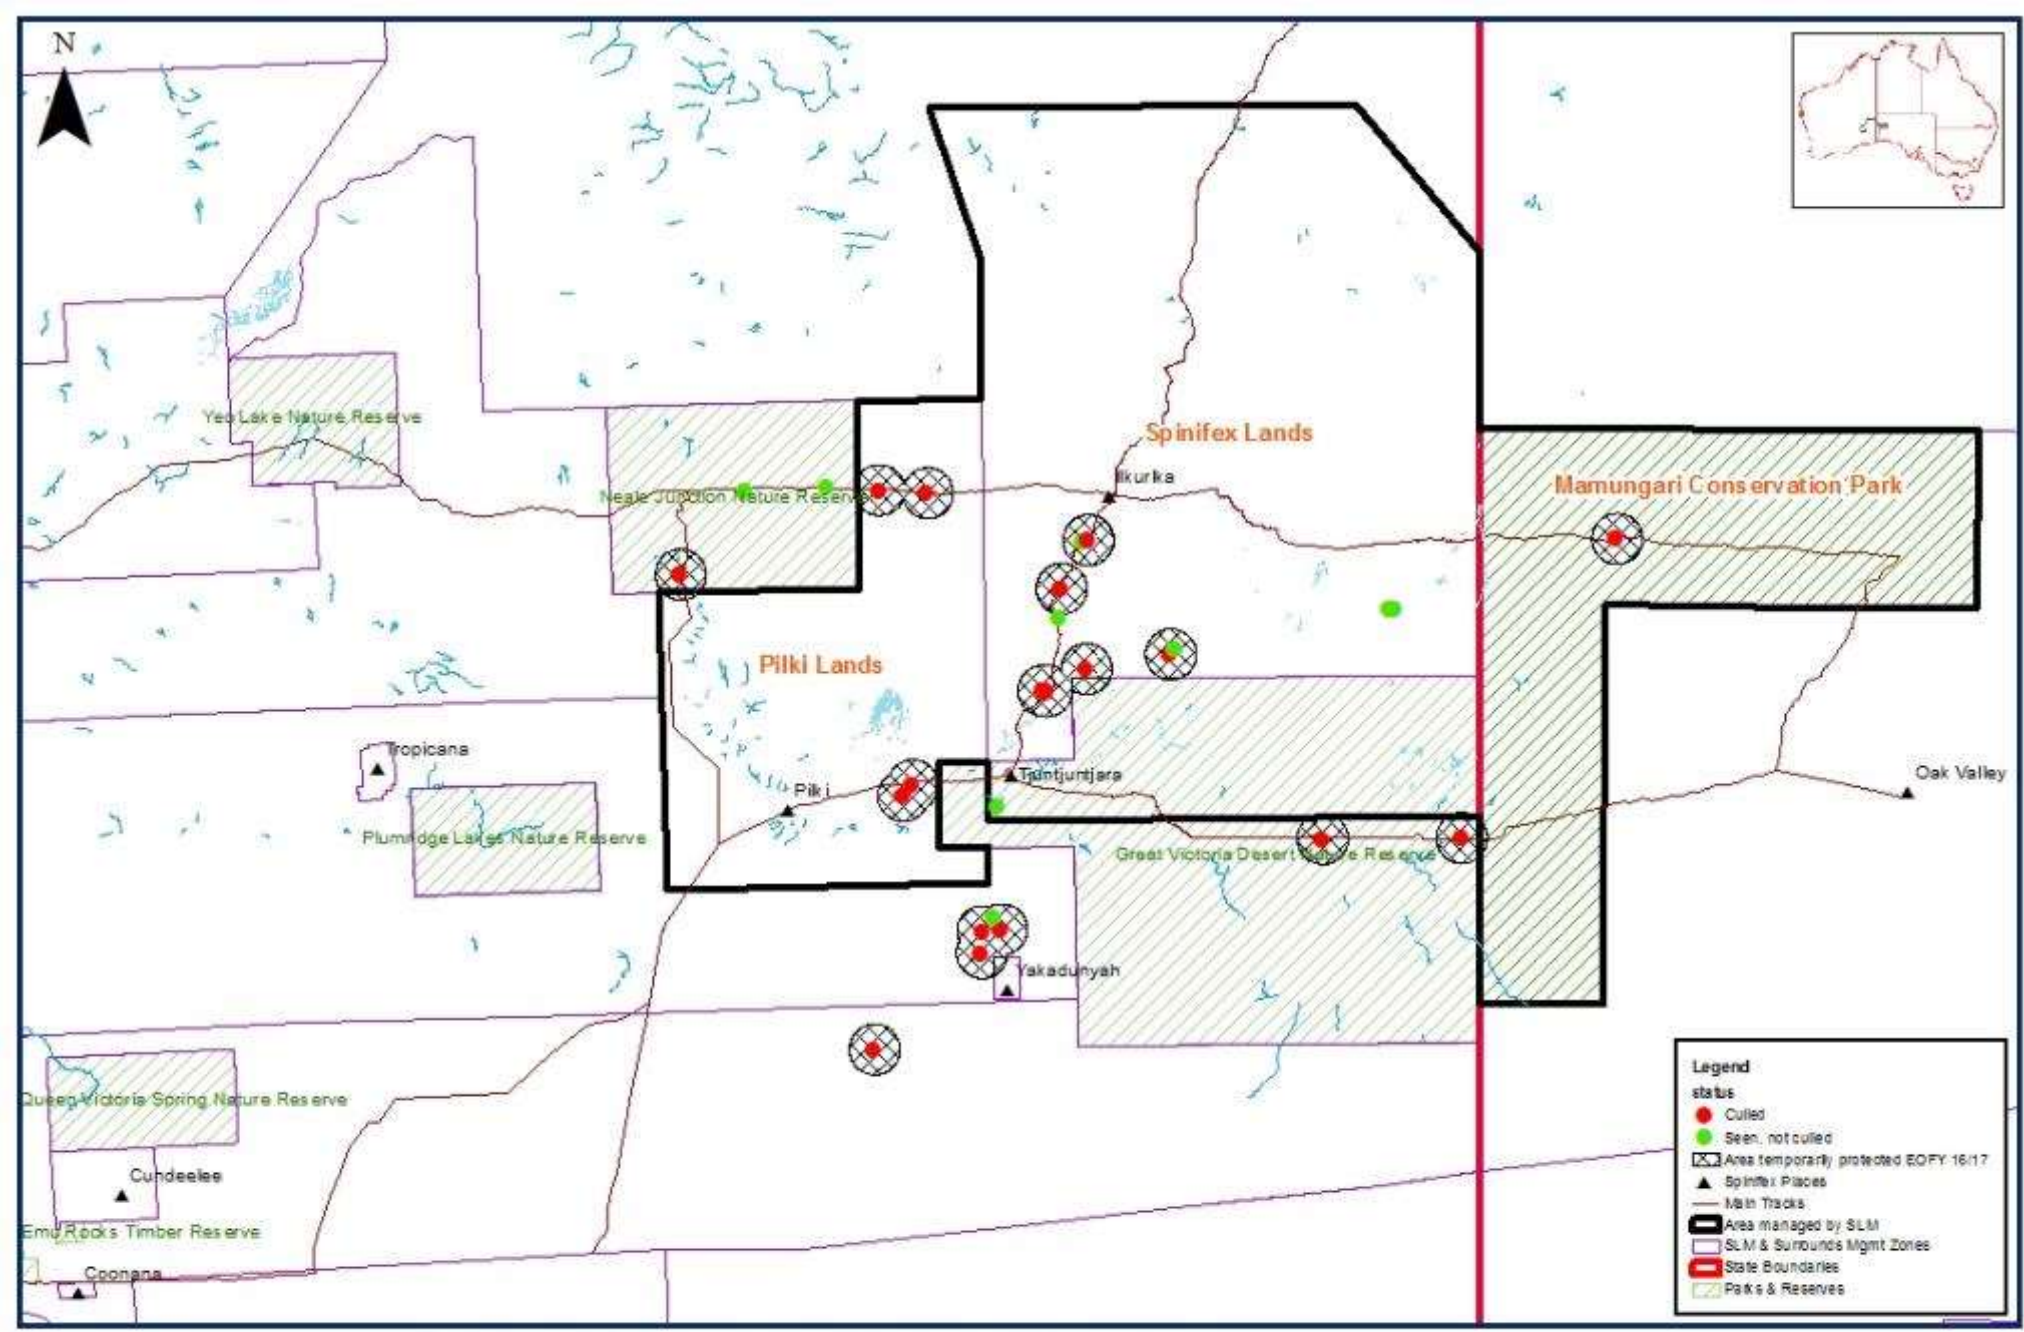 N
Yeo Lake Nature Reserve
Spinifex Lands
Ilkurlka
Mamungari Conservation Park
Neale Junction Nature Reserve
Pilki Lands
Tropicana
Tjuntjuntjara
Oak Valley
Pilki
Plumridge Lakes Nature Reserve
Great Victoria Desert Nature Reserve
Yakadunyah
Queen Victoria Spring Nature Reserve
Cundeelee
Emu Rocks Timber Reserve
Coonana
Legend
status
Culled
Seen, not culled
Area temporarily protected EOFY 16/17
Spinifex Places
Main Tracks
Area managed by SLM
SLM & Surrounds Mgmt Zones
State Boundaries
Parks & Reserves